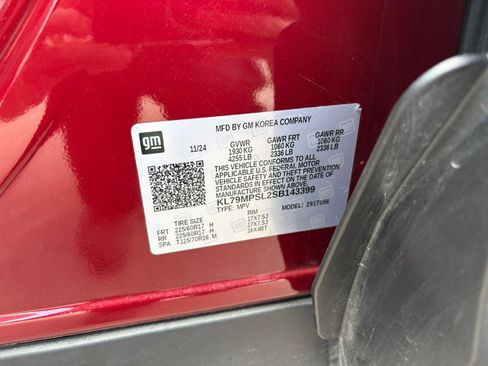 MFD BY GM KOREA COMPANY
gm
11/24 GVWR GAWR FRT GAWR RR
1930 KG 1060 KG 1060 KG
4255 LB 2336 LB 2336 LB
THIS VEHICLE CONFORMS TO ALL
APPLICABLE U.S. FEDERAL MOTOR
VEHICLE SAFETY AND THEFT PREVENTION
STANDARDS IN EFFECT ON THE DATE OF
MANUFACTURE SHOWN ABOVE.
KL79MPSL2SB143399
TYPE: MPV MODEL: Z91TU56
TIRE SIZE RIM
FRT 225/60R17 H 17X7.5J
RR 225/60R17 H 17X7.5J
SPA T125/70R16 M 16X4BT